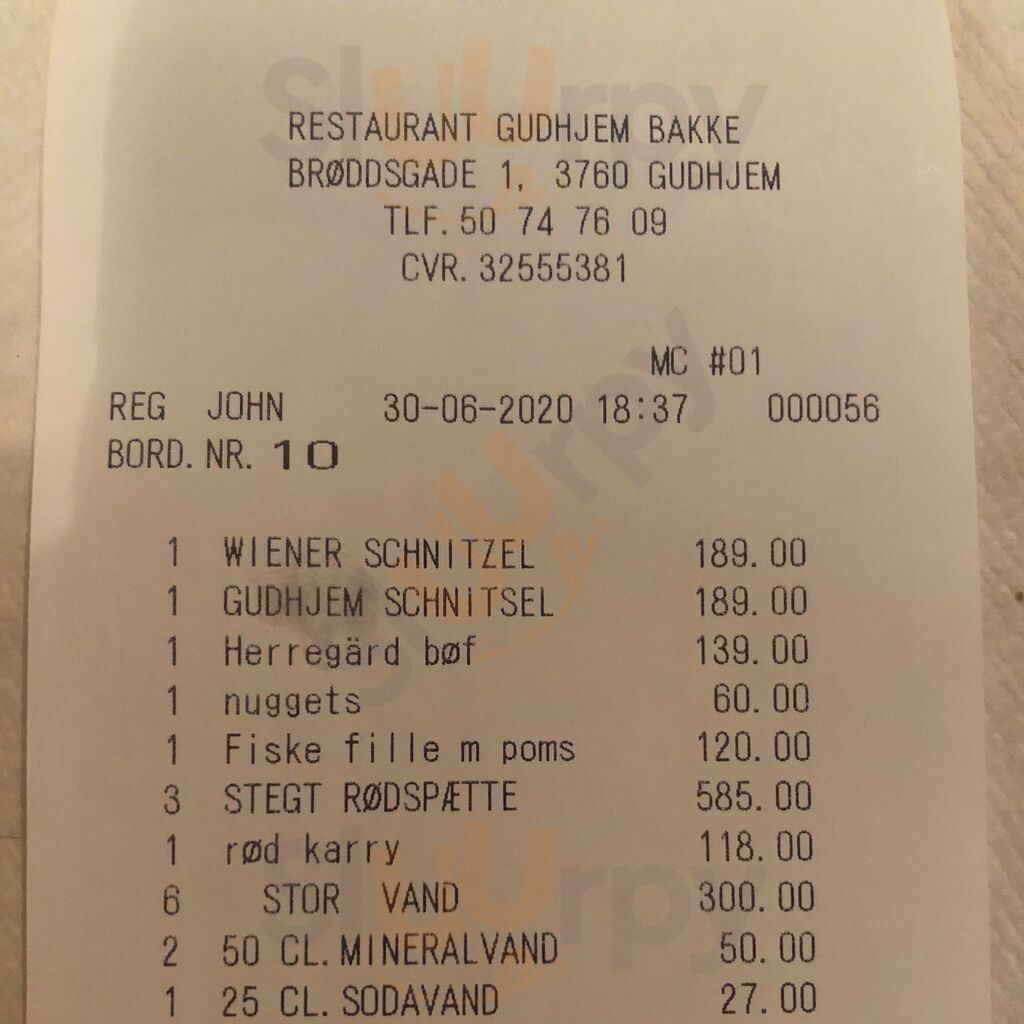 RESTAURANT GUDHJEM BAKKE
BRØDDSGADE 1, 3760 GUDHJEM
TLF. 50 74 76 09
CVR. 32555381
MC #01
REG JOHN 30-06-2020 18:37 000056
BORD. NR. 10
1 WIENER SCHNITZEL 189.00
1 GUDHJEM SCHNITSEL 189.00
1 Herregärd bøf 139.00
1 nuggets 60.00
1 Fiske fille m poms 120.00
3 STEGT RØDSPÆTTE 585.00
1 rød karry 118.00
6 STOR VAND 300.00
2 50 CL. MINERALVAND 50.00
1 25 CL. SODAVAND 27.00
Sluurpy
Sluurpy
Sluurpy